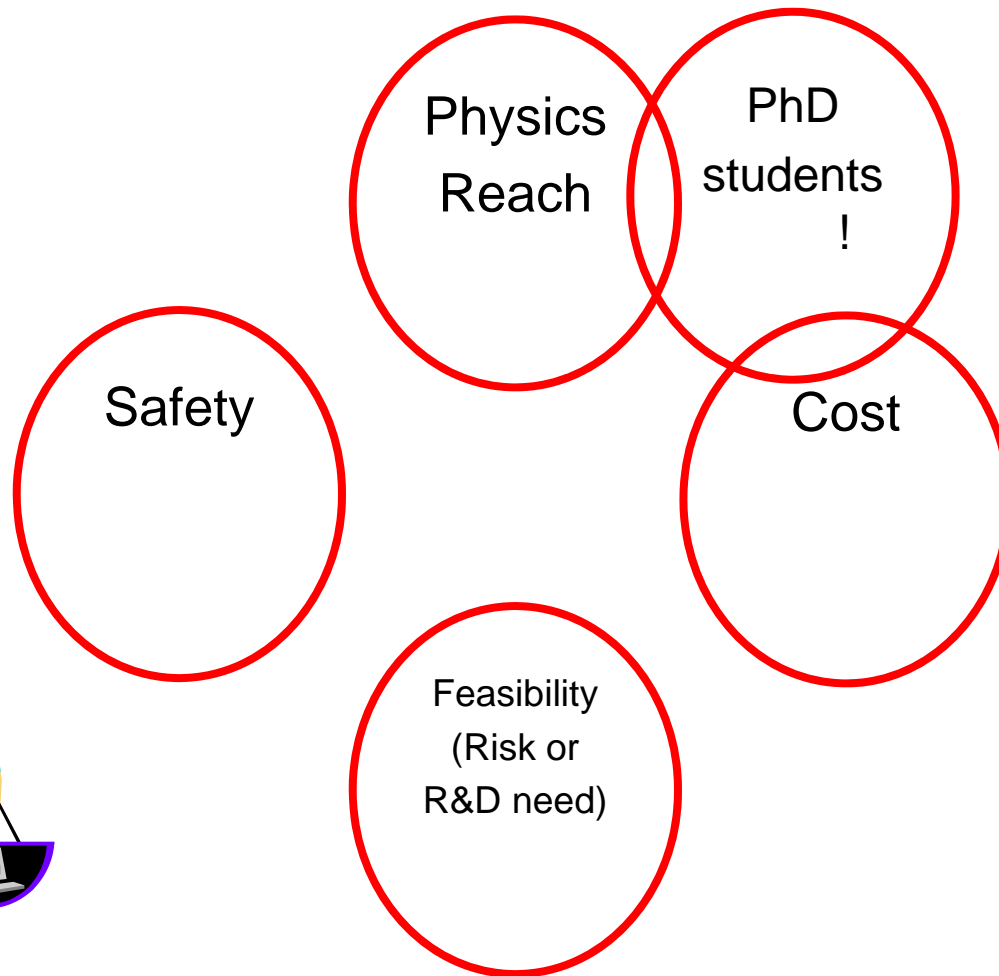 Physics
Reach
PhD
students
!
Safety
Cost
Feasibility
(Risk or
R&D need)